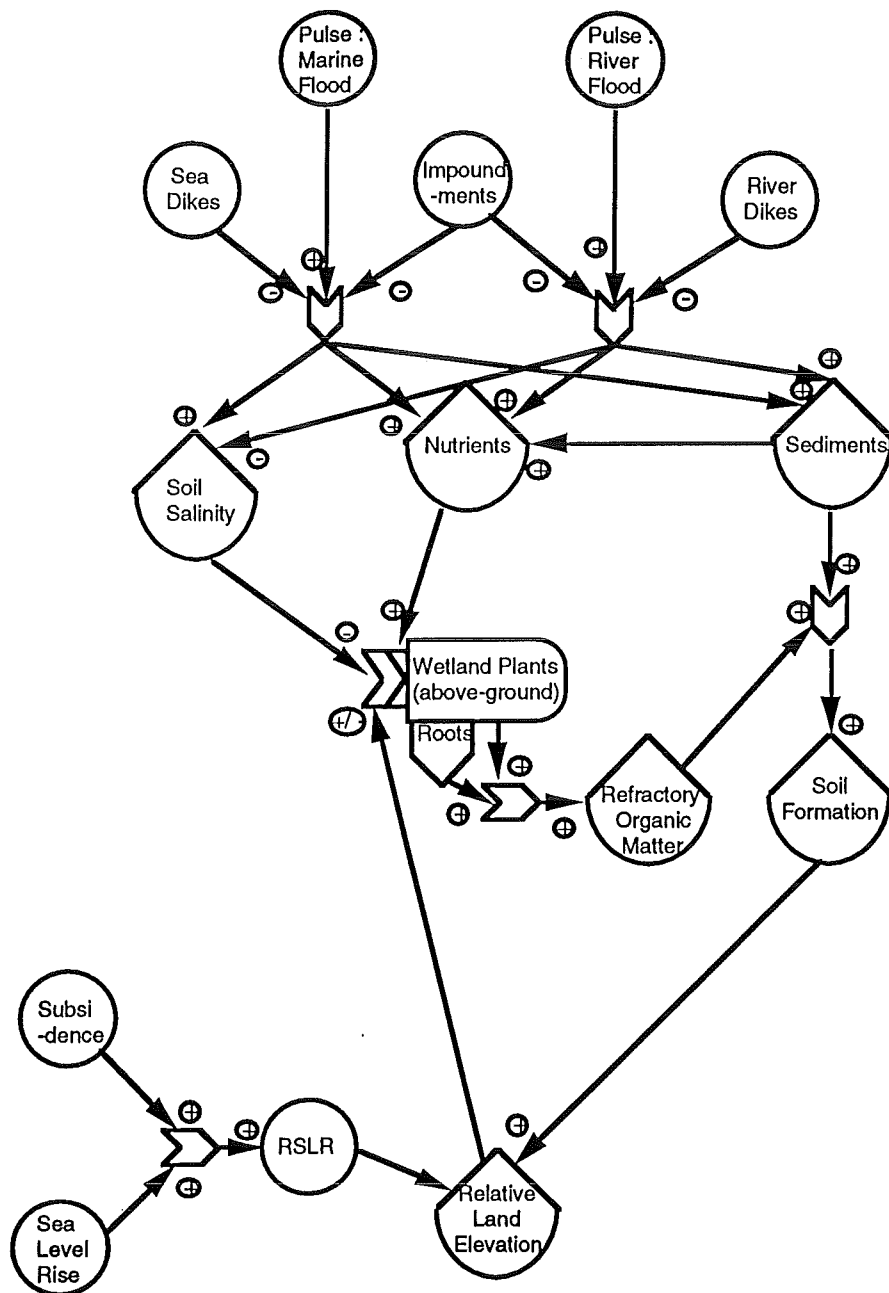 Pulse :
Marine
Flood
Pulse :
River
Flood
Sea
Dikes
Impound
-ments
River
Dikes
+
+
-
-
-
-
+
+
+
+
-
+
+
Soil
Salinity
Nutrients
Sediments
+
+
+
-
+/-
Wetland Plants
(above-ground)
Roots
+
+
+
+
Refractory
Organic
Matter
Soil
Formation
Subsi
-dence
+
+
+
+
RSLR
Sea
Level
Rise
Relative
Land
Elevation